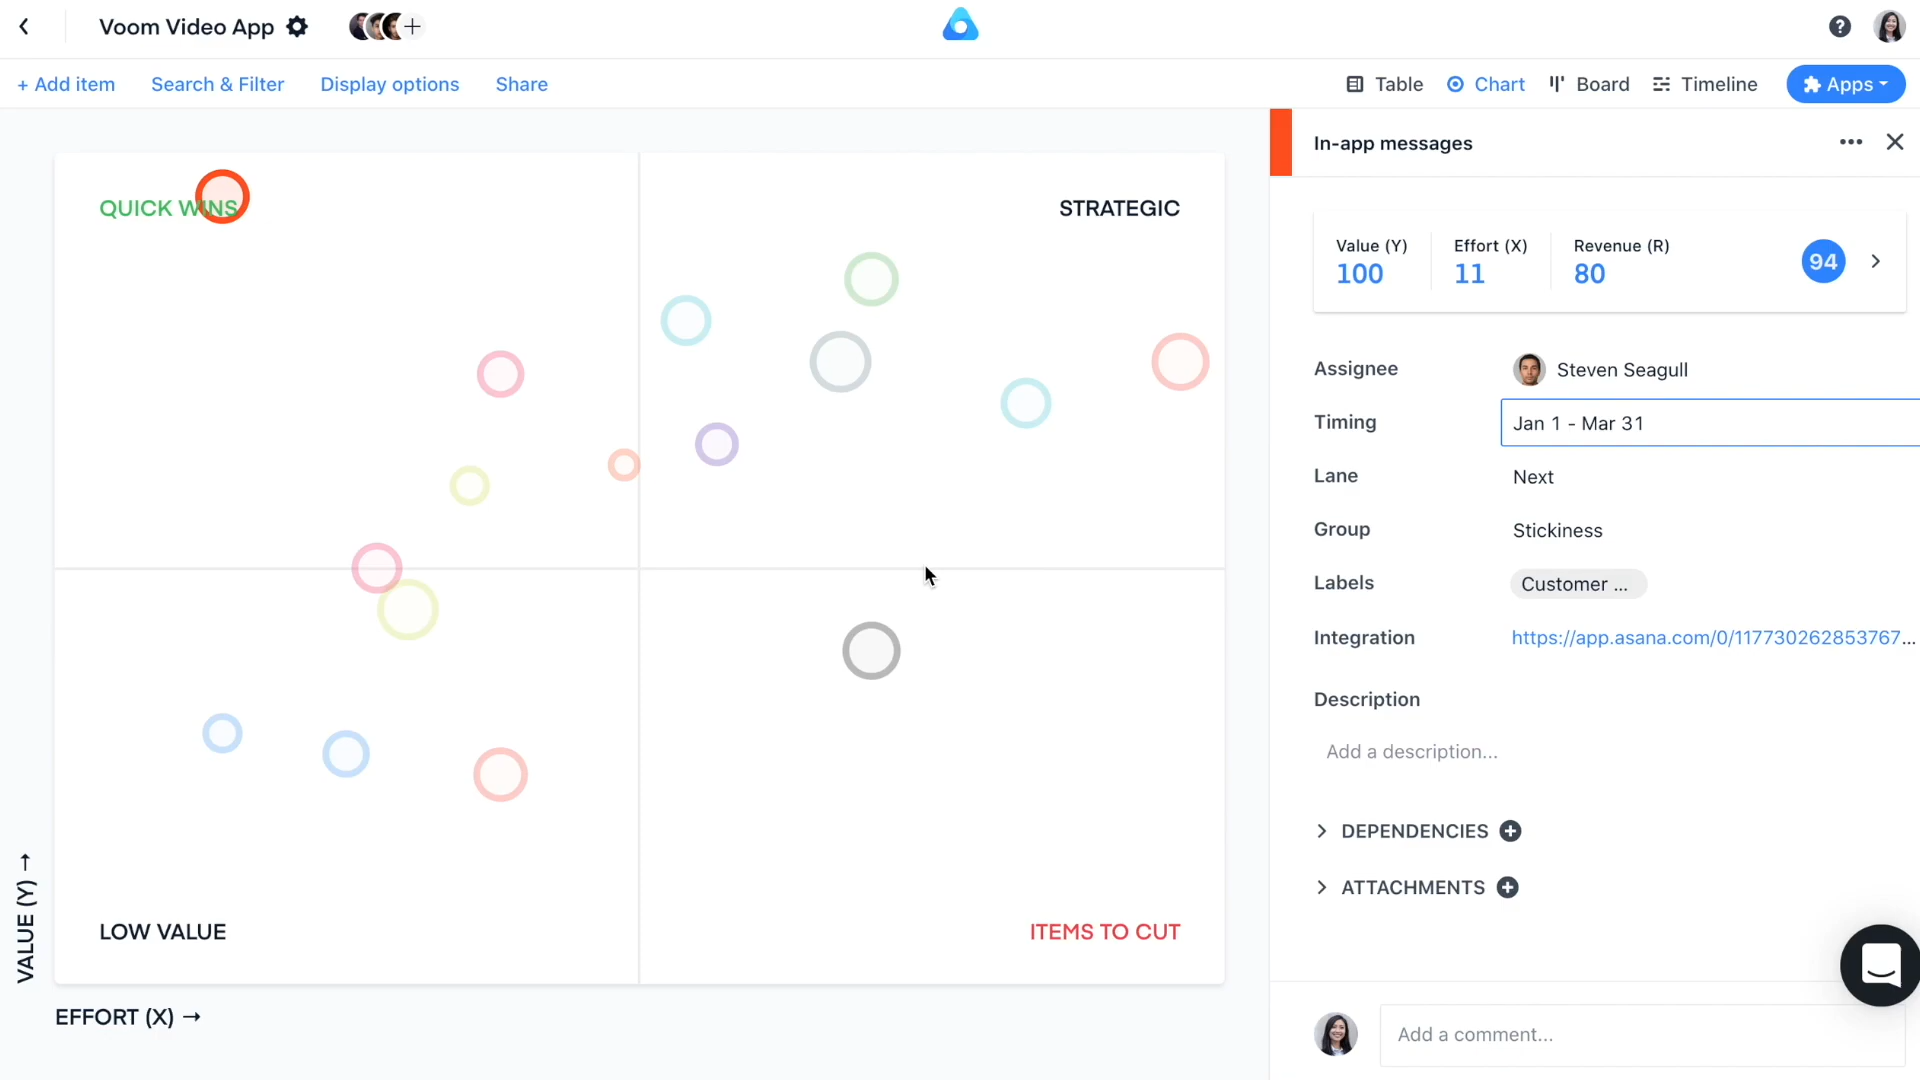 Voom Video App
+ Add item Search & Filter Display options Share
Table Chart Board Timeline Apps
QUICK WINS
STRATEGIC
LOW VALUE
ITEMS TO CUT
VALUE (Y) →
EFFORT (X) →
In-app messages
Value (Y) Effort (X) Revenue (R)
100 11 80 94
Assignee Steven Seagull
Timing Jan 1 - Mar 31
Lane Next
Group Stickiness
Labels Customer ...
Integration https://app.asana.com/0/117730262853767...
Description
Add a description...
DEPENDENCIES
ATTACHMENTS
Add a comment...